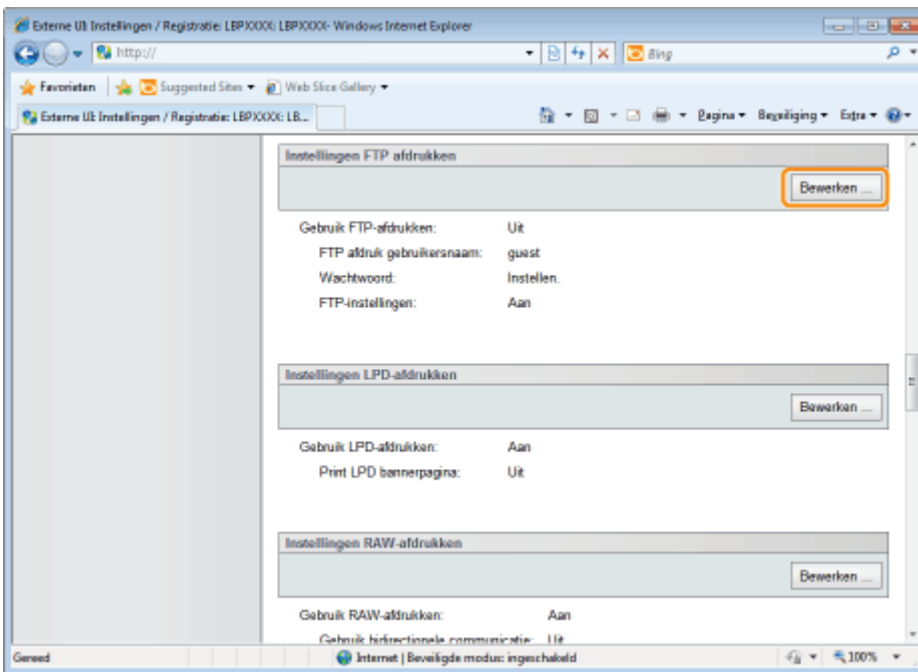 Externe UI: Instellingen / Registratie: LBPXXXX: LBPXXXX- Windows Internet Explorer
http://
Bing
Favorieten Suggested Sites Web Slice Gallery
Externe UI: Instellingen / Registratie: LBPXXXX: LB... Pagina Beveiliging Extra
Instellingen FTP afdrukken
Bewerken ...
Gebruik FTP-afdrukken: Uit
FTP afdruk gebruikersnaam: guest
Wachtwoord: Instellen.
FTP-instellingen: Aan
Instellingen LPD-afdrukken
Bewerken ...
Gebruik LPD-afdrukken: Aan
Print LPD bannerpagina: Uit
Instellingen RAW-afdrukken
Bewerken ...
Gebruik RAW-afdrukken: Aan
Gebruik bidirectionele communicatie: Uit
Gereed Internet | Beveiligde modus: ingeschakeld 100%